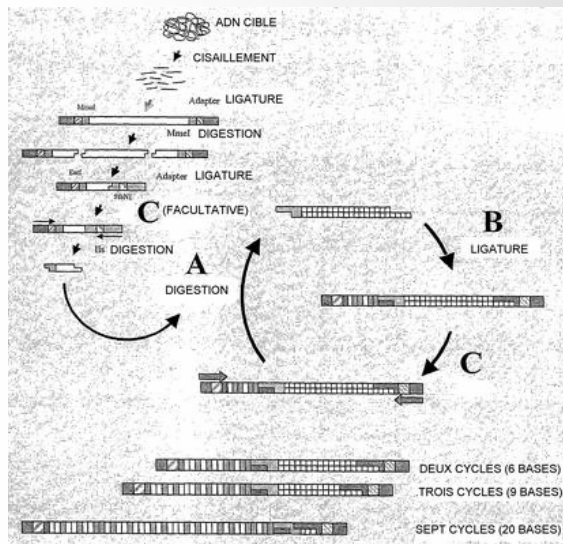 ADN CIBLE
CISAILLEMENT
MmeI
Adapter LIGATURE
MmeI DIGESTION
Adapter LIGATURE
C (FACULTATIVE)
IIs DIGESTION
A
DIGESTION
B
LIGATURE
C
DEUX CYCLES (6 BASES)
TROIS CYCLES (9 BASES)
SEPT CYCLES (20 BASES)